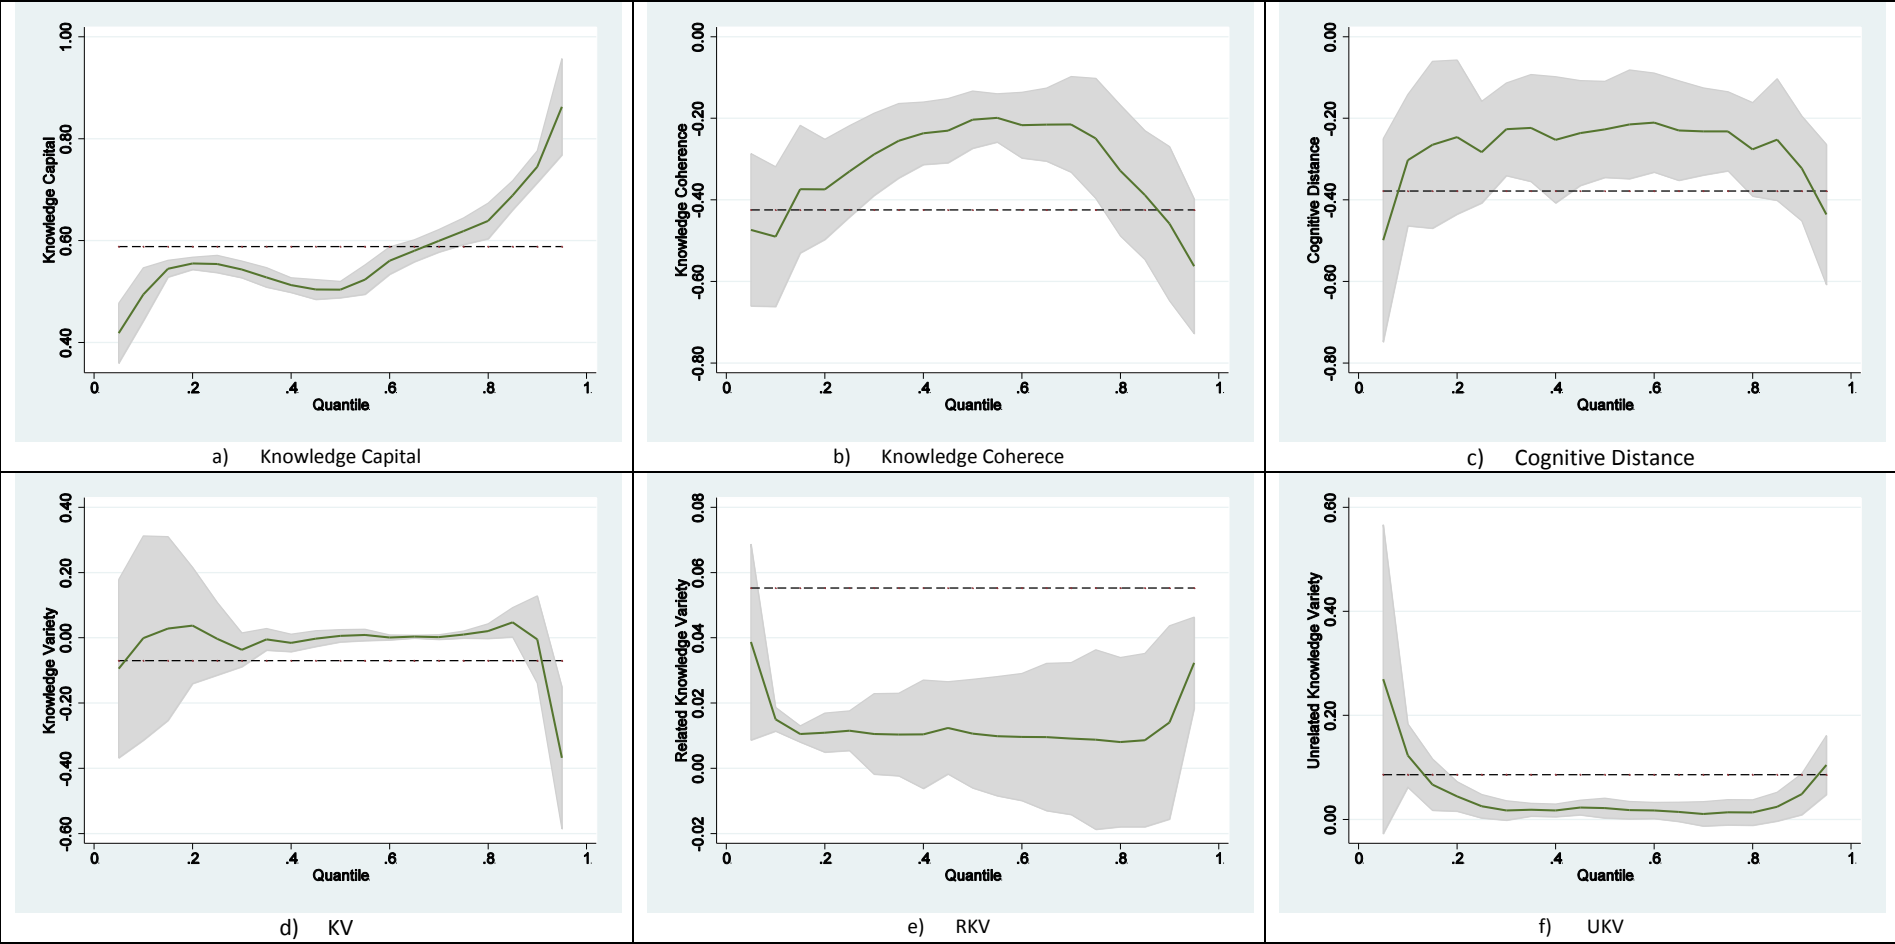 Knowledge Capital
1.00
0.80
0.60
0.40
0 .2 .4 .6 .8 1
Quantile
a) Knowledge Capital
Knowledge Coherence
0.00
-0.20
-0.40
-0.60
-0.80
0 .2 .4 .6 .8 1
Quantile
b) Knowledge Coherece
Cognitive Distance
0.00
-0.20
-0.40
-0.60
-0.80
0 .2 .4 .6 .8 1
Quantile
c) Cognitive Distance
Knowledge Variety
0.40
0.20
0.00
-0.20
-0.40
-0.60
0 .2 .4 .6 .8 1
Quantile
d) KV
Related Knowledge Variety
0.08
0.06
0.04
0.02
0.00
-0.02
0 .2 .4 .6 .8 1
Quantile
e) RKV
Unrelated Knowledge Variety
0.60
0.40
0.20
0.00
0 .2 .4 .6 .8 1
Quantile
f) UKV